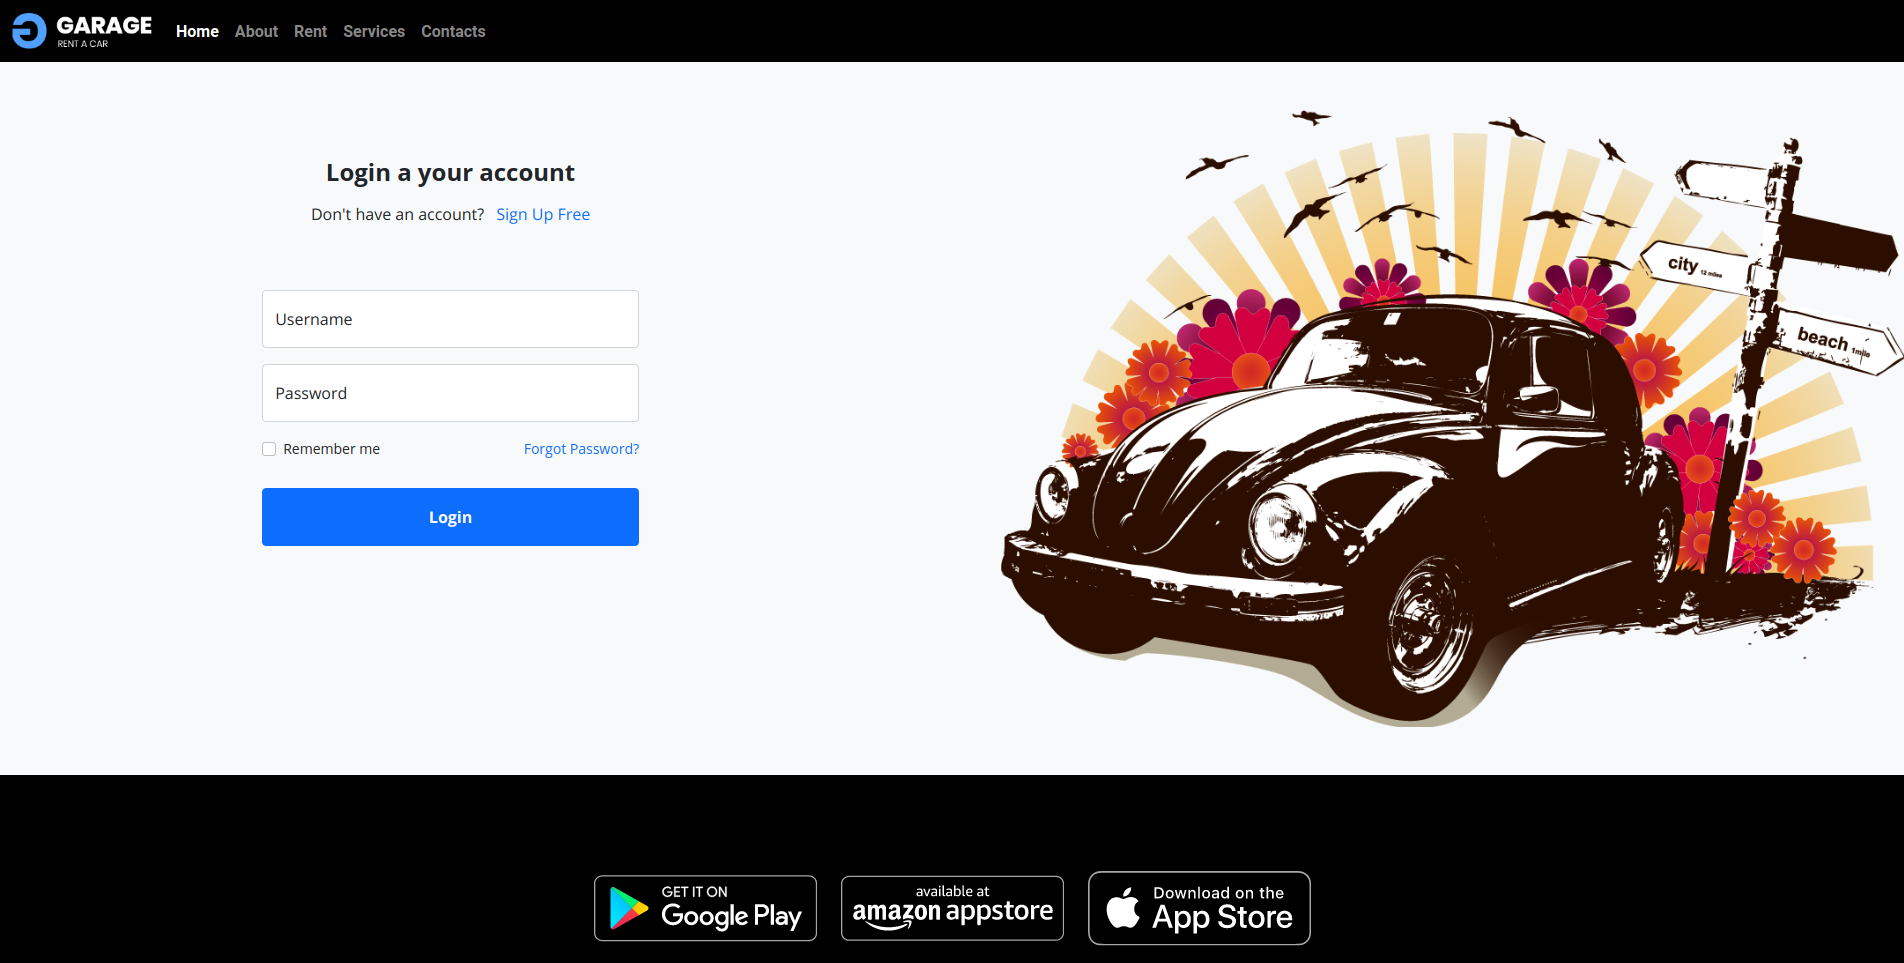 GARAGE
RENT A CAR
Home About Rent Services Contacts
Login a your account
Don't have an account? Sign Up Free
Username
Password
Remember me Forgot Password?
Login
city 12 miles
beach 1mile
GET IT ON
Google Play
available at
amazon appstore
Download on the
App Store